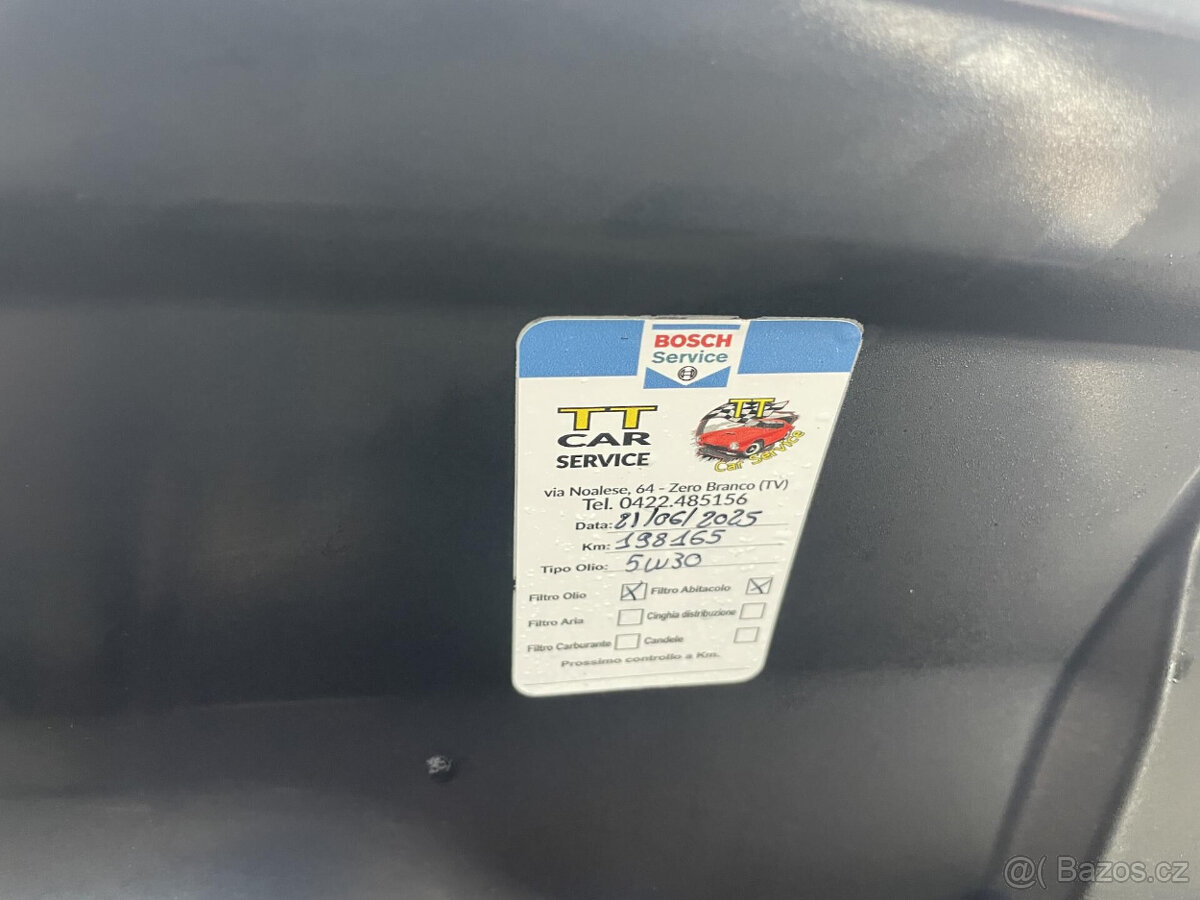 BOSCH
Service
TT
CAR
SERVICE
TT
Car Service
via Noalese, 64 - Zero Branco (TV)
Tel. 0422.485156
Data: 21/06/2025
Km: 198165
Tipo Olio: 5W30
Filtro Olio Filtro Abitacolo
Filtro Aria Cinghia distribuzione
Filtro Carburante Candele
Prossimo controllo a Km.
@( Bazos.cz